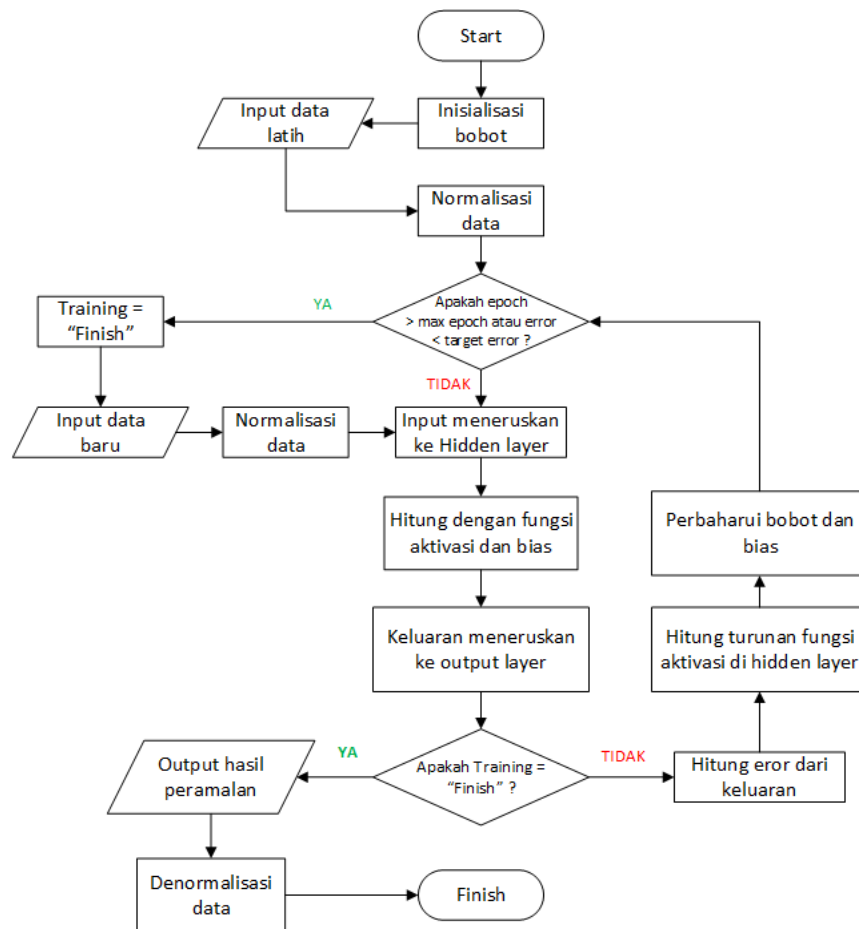 Start
Inisialisasi
bobot
Input data
latih
Normalisasi
data
Apakah epoch
> max epoch atau error
< target error ?
YA
Training =
“Finish”
TIDAK
Input data
baru
Normalisasi
data
Input meneruskan
ke Hidden layer
Hitung dengan fungsi
aktivasi dan bias
Perbaharui bobot dan
bias
Keluaran meneruskan
ke output layer
Hitung turunan fungsi
aktivasi di hidden layer
Apakah Training =
“Finish” ?
YA
TIDAK
Output hasil
peramalan
Hitung eror dari
keluaran
Denormalisasi
data
Finish